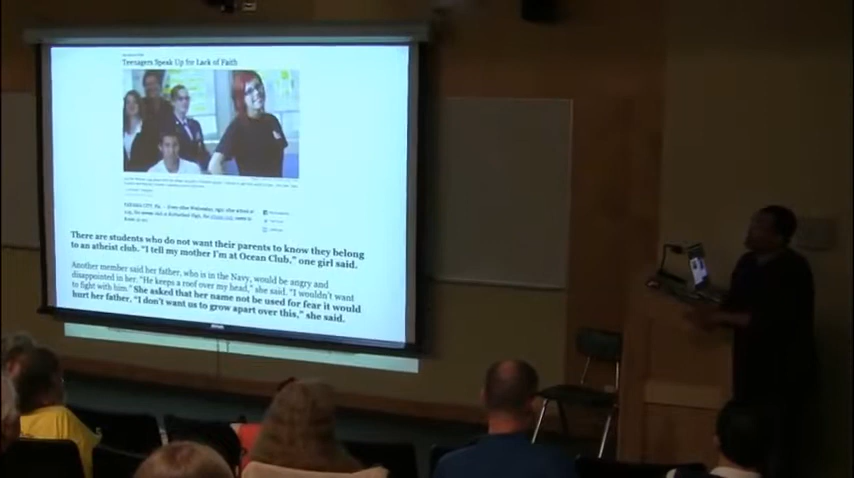 Teenagers Speak Up for Lack of Faith
There are students who do not want their parents to know they belong
to an atheist club. "I tell my mother I'm at Ocean Club," one girl said.
Another member said her father, who is in the Navy, would be angry and
disappointed in her. "He keeps a roof over my head," she said. "I wouldn't want
to fight with him." She asked that her name not be used for fear it would
hurt her father. "I don't want us to grow apart over this," she said.